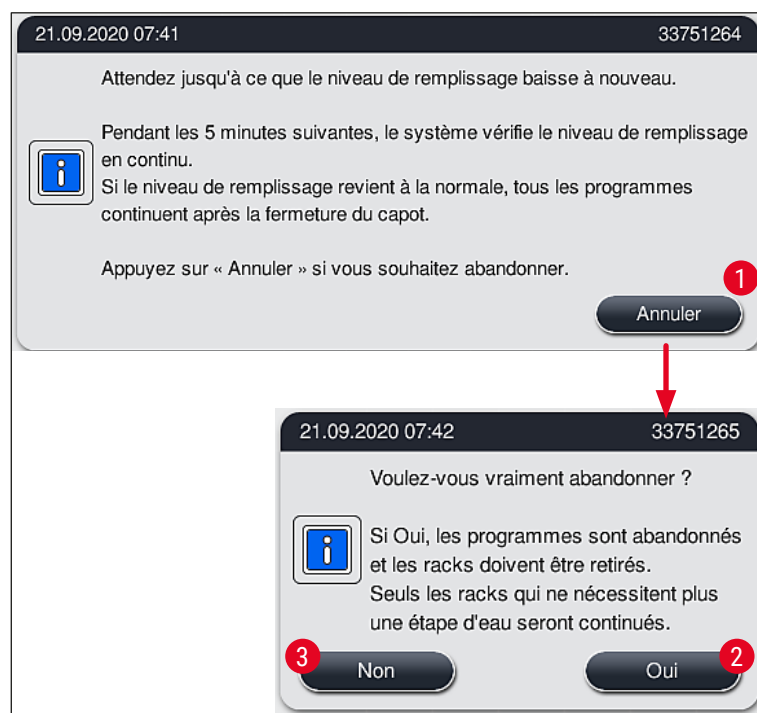 21.09.2020 07:41 33751264
Attendez jusqu'à ce que le niveau de remplissage baisse à nouveau.
Pendant les 5 minutes suivantes, le système vérifie le niveau de remplissage
en continu.
Si le niveau de remplissage revient à la normale, tous les programmes
continuent après la fermeture du capot.
Appuyez sur « Annuler » si vous souhaitez abandonner.
1
Annuler
21.09.2020 07:42 33751265
Voulez-vous vraiment abandonner ?
Si Oui, les programmes sont abandonnés
et les racks doivent être retirés.
Seuls les racks qui ne nécessitent plus
une étape d'eau seront continués.
3 Non Oui 2